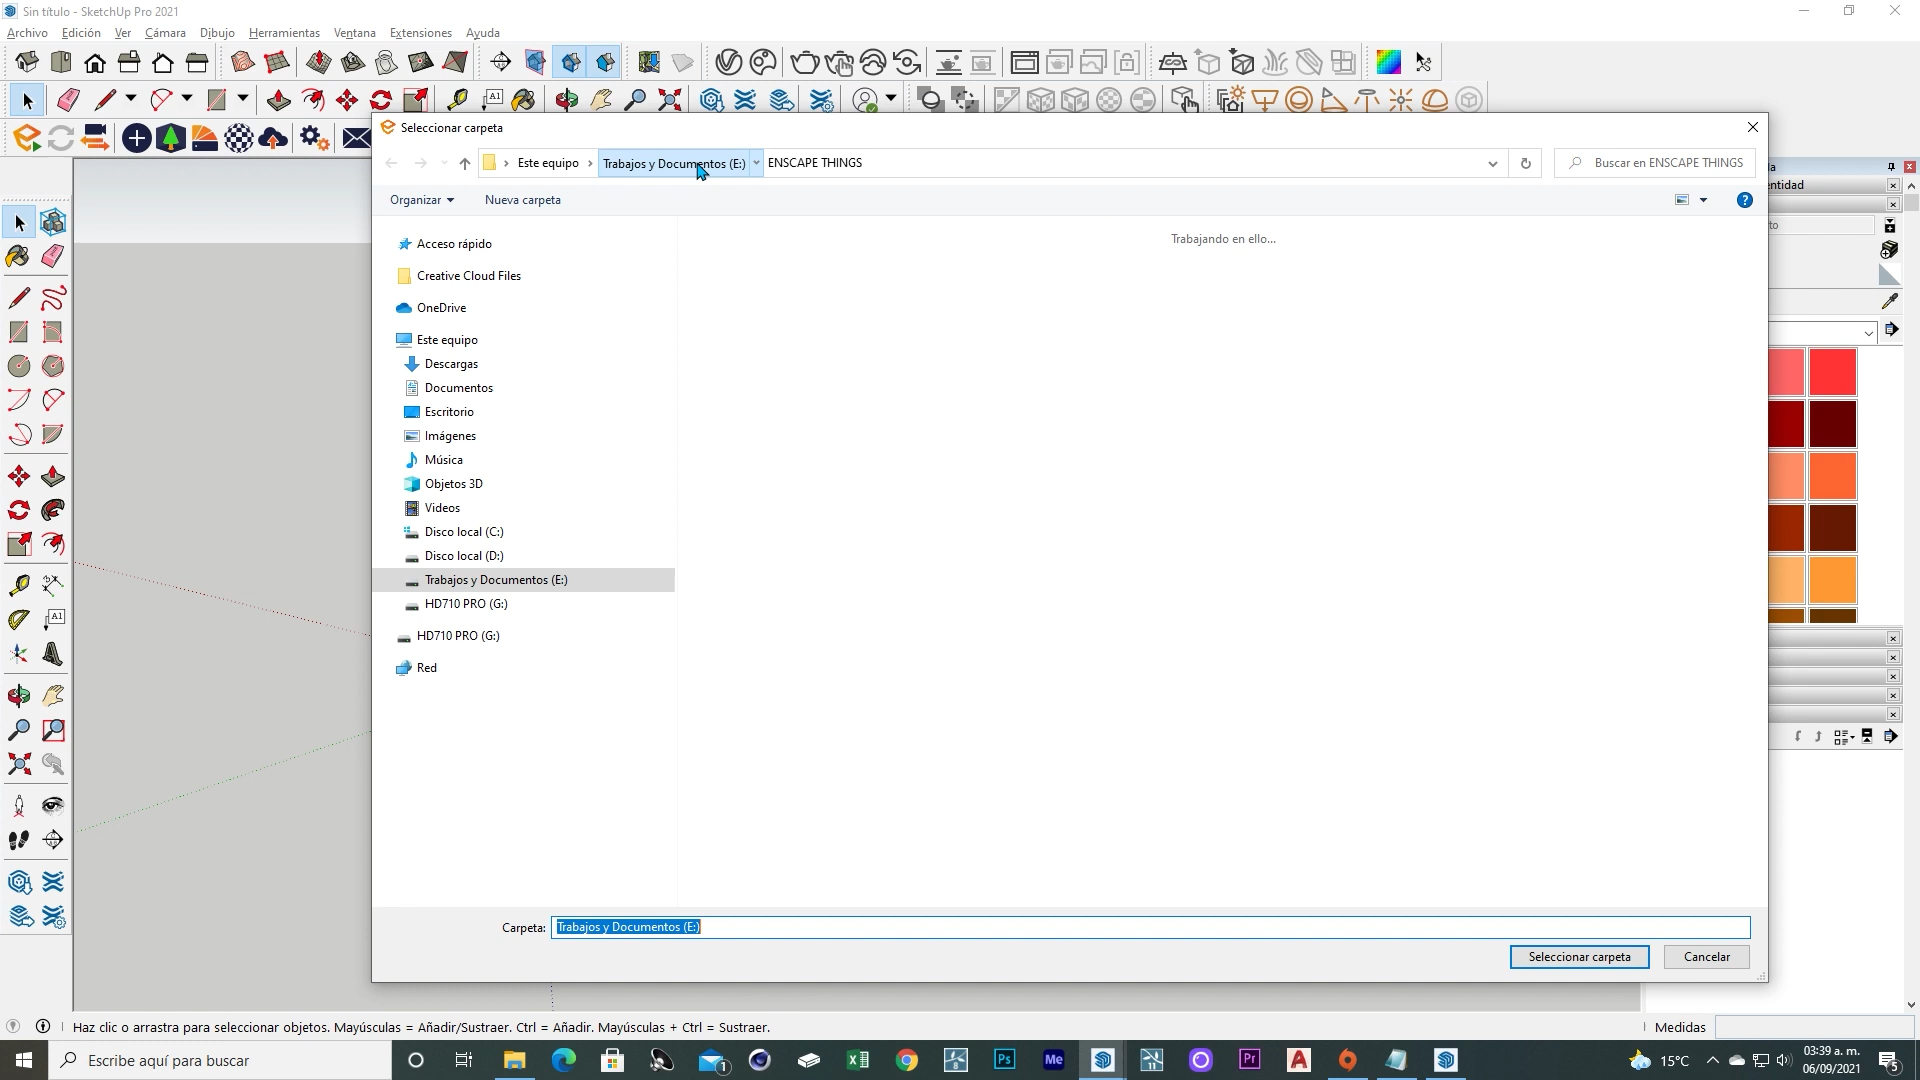 Sin título - SketchUp Pro 2021
Archivo Edición Ver Cámara Dibujo Herramientas Ventana Extensiones Ayuda
Seleccionar carpeta
Este equipo Trabajos y Documentos (E:) ENSCAPE THINGS
Buscar en ENSCAPE THINGS
Organizar Nueva carpeta
Trabajando en ello...
Acceso rápido
Creative Cloud Files
OneDrive
Este equipo
Descargas
Documentos
Escritorio
Imágenes
Música
Objetos 3D
Videos
Disco local (C:)
Disco local (D:)
Trabajos y Documentos (E:)
HD710 PRO (G:)
HD710 PRO (G:)
Red
Carpeta: Trabajos y Documentos (E:)
Seleccionar carpeta Cancelar
Haz clic o arrastra para seleccionar objetos. Mayúsculas = Añadir/Sustraer. Ctrl = Añadir. Mayúsculas + Ctrl = Sustraer.
Medidas
Escribe aquí para buscar
15°C
03:39 a. m.
06/09/2021